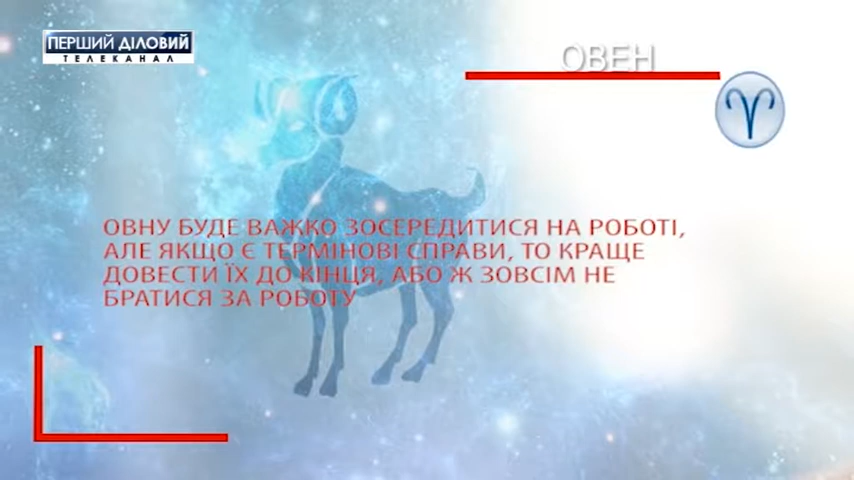 ПЕРШИЙ ДІЛОВИЙ
ТЕЛЕКАНАЛ
ОВЕН
ОВНУ БУДЕ ВАЖКО ЗОСЕРЕДИТИСЯ НА РОБОТІ,
АЛЕ ЯКЩО Є ТЕРМІНОВІ СПРАВИ, ТО КРАЩЕ
ДОВЕСТИ ЇХ ДО КІНЦЯ, АБО Ж ЗОВСІМ НЕ
БРАТИСЯ ЗА РОБОТУ